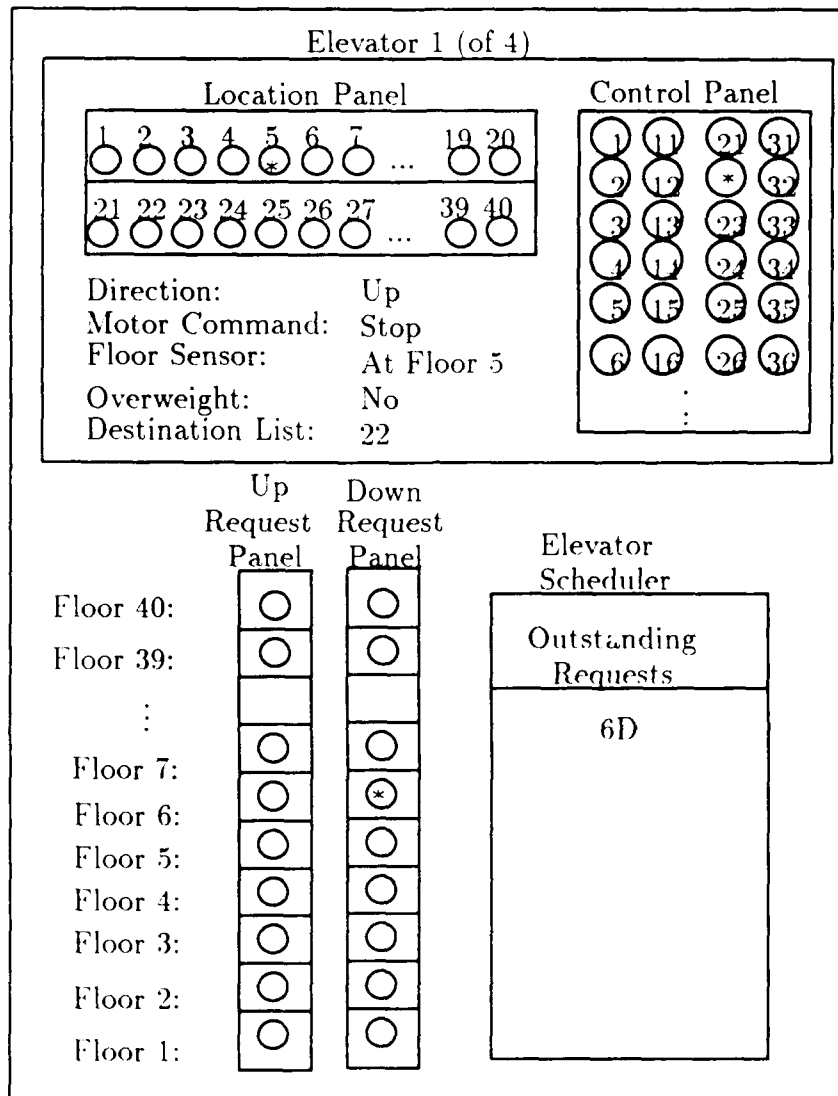 Elevator 1 (of 4)
Location Panel
1 2 3 4 5 6 7 19 20
*
...
21 22 23 24 25 26 27 39 40
...
Direction: Up
Motor Command: Stop
Floor Sensor: At Floor 5
Overweight: No
Destination List: 22
Control Panel
1 11 21 31
2 12 * 32
3 13 23 33
4 14 24 34
5 15 25 35
6 16 26 36
⋮
Up
Request
Panel
Down
Request
Panel
Floor 40:
Floor 39:
⋮
Floor 7:
Floor 6: *
Floor 5:
Floor 4:
Floor 3:
Floor 2:
Floor 1:
Elevator
Scheduler
Outstanding
Requests
6D